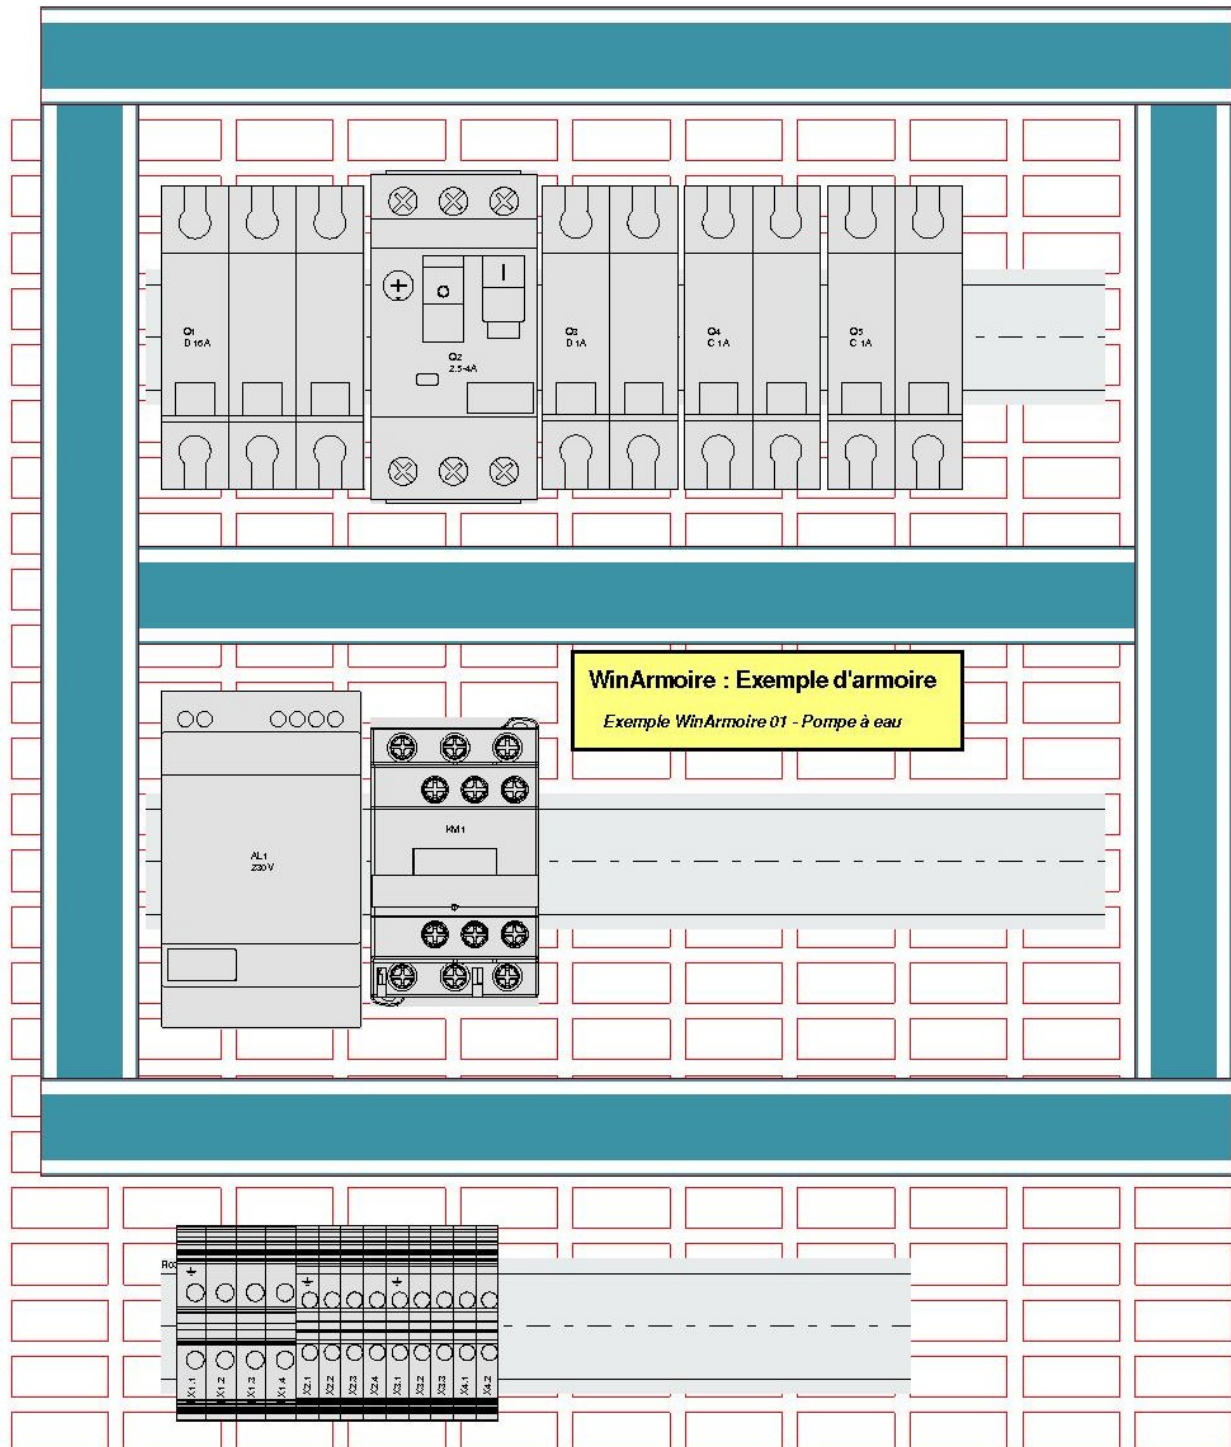 Q1
D 16A
Q2
2.5-4A
Q3
D 1A
Q4
C 1A
Q5
C 1A
WinArmoire : Exemple d'armoire
Exemple WinArmoire 01 - Pompe à eau
AL1
230V
KM1
X1.1
X1.2
X1.3
X1.4
X2.1
X2.2
X2.3
X2.4
X3.1
X3.2
X3.3
X4.1
X4.2